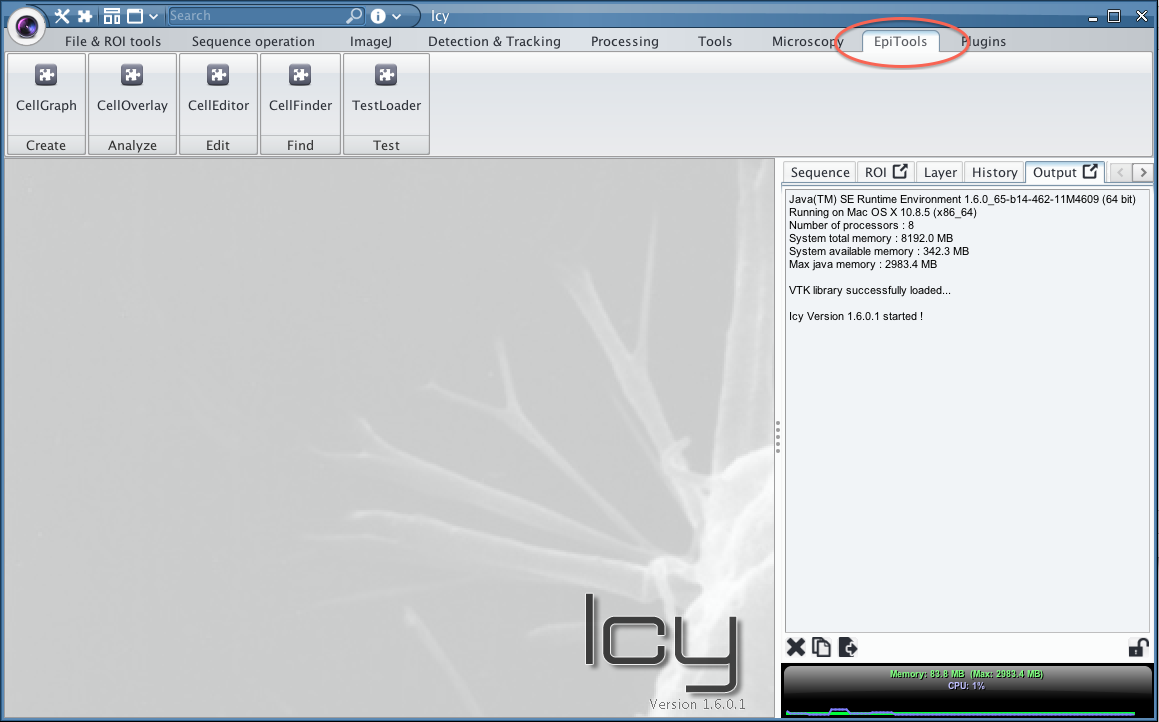 Search
Icy
File & ROI tools Sequence operation ImageJ Detection & Tracking Processing Tools Microscopy EpiTools Plugins
CellGraph CellOverlay CellEditor CellFinder TestLoader
Create Analyze Edit Find Test
Sequence ROI Layer History Output
Java(TM) SE Runtime Environment 1.6.0_65-b14-462-11M4609 (64 bit)
Running on Mac OS X 10.8.5 (x86_64)
Number of processors : 8
System total memory : 8192.0 MB
System available memory : 342.3 MB
Max java memory : 2983.4 MB
VTK library successfully loaded...
Icy Version 1.6.0.1 started !
Icy
Version 1.6.0.1
Memory: 83.8 MB (Max: 2983.4 MB)
CPU: 1%